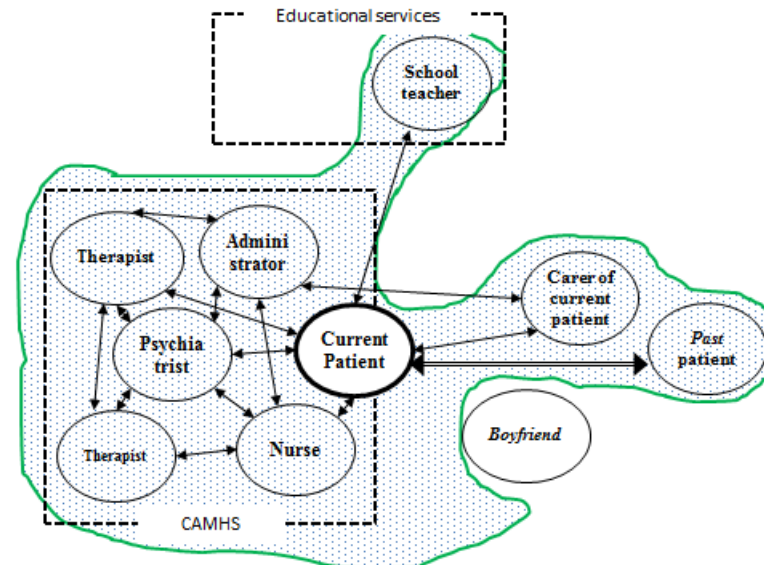 Educational services
School
teacher
Therapist
Admini
strator
Carer of
current
patient
Psychia
trist
Current
Patient
Past
patient
Boyfriend
Therapist
Nurse
CAMHS